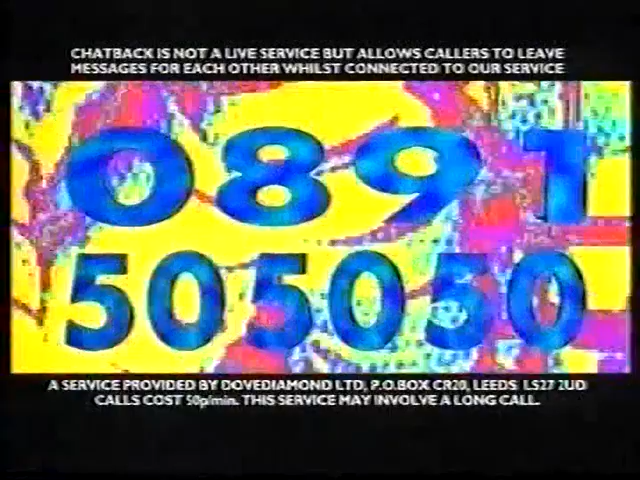 CHATBACK IS NOT A LIVE SERVICE BUT ALLOWS CALLERS TO LEAVE
MESSAGES FOR EACH OTHER WHILST CONNECTED TO OUR SERVICE
0891
505050
A SERVICE PROVIDED BY DOVEDIAMOND LTD, P.O.BOX CR20, LEEDS LS27 2UD
CALLS COST 50p/min. THIS SERVICE MAY INVOLVE A LONG CALL.